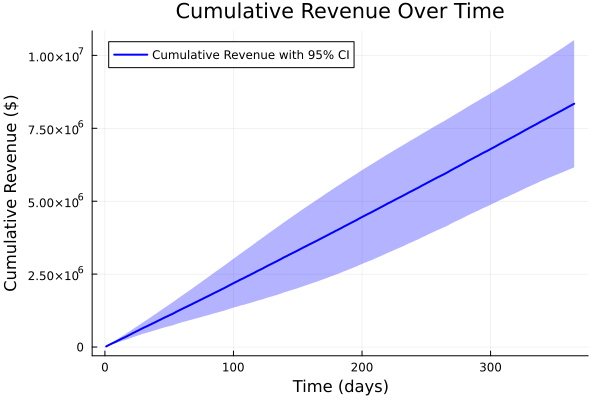 Cumulative Revenue Over Time
Cumulative Revenue with 95% CI
Cumulative Revenue ($)
1.00×10⁷
7.50×10⁶
5.00×10⁶
2.50×10⁶
0
0 100 200 300
Time (days)